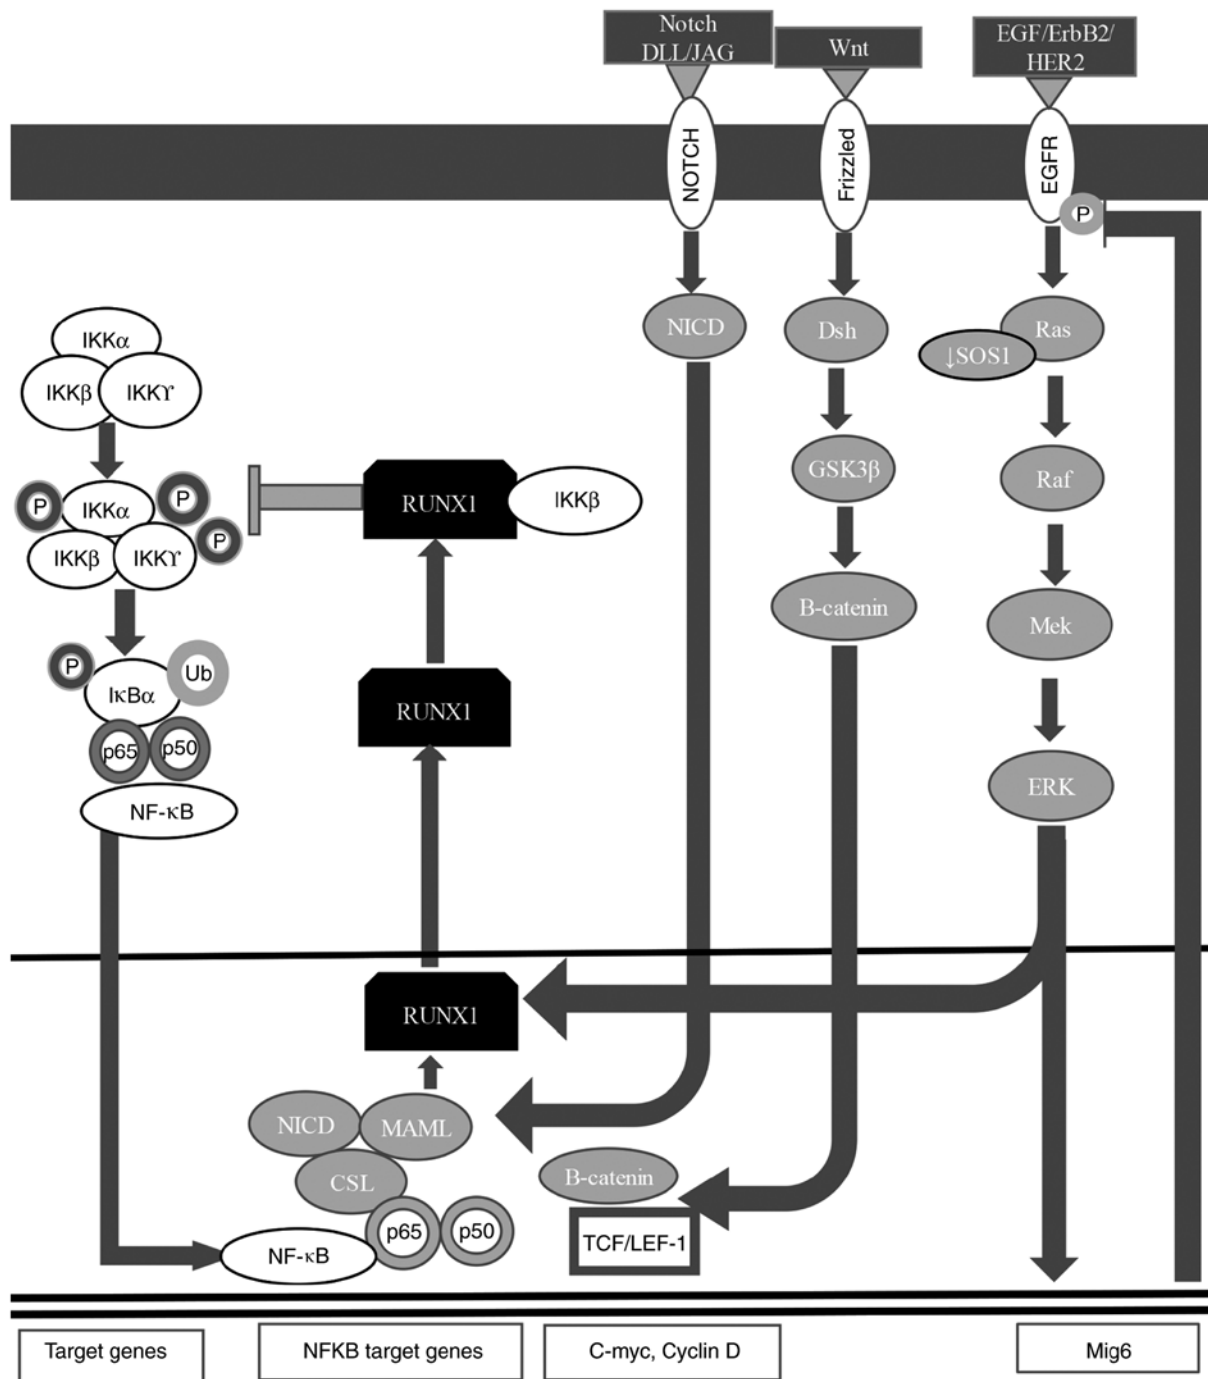 Notch
DLL/JAG
Wnt
EGF/ErbB2/
HER2
NOTCH
Frizzled
EGFR
P
NICD
Dsh
Ras
↓SOS1
IKKα
IKKβ
IKKϒ
GSK3β
Raf
P
IKKα
P
P
IKKβ
IKKϒ
RUNX1
IKKβ
B-catenin
Mek
P
Ub
IκBα
RUNX1
p65
p50
NF-κB
ERK
RUNX1
NICD
MAML
CSL
B-catenin
p65
p50
TCF/LEF-1
NF-κB
Target genes
NFKB target genes
C-myc, Cyclin D
Mig6